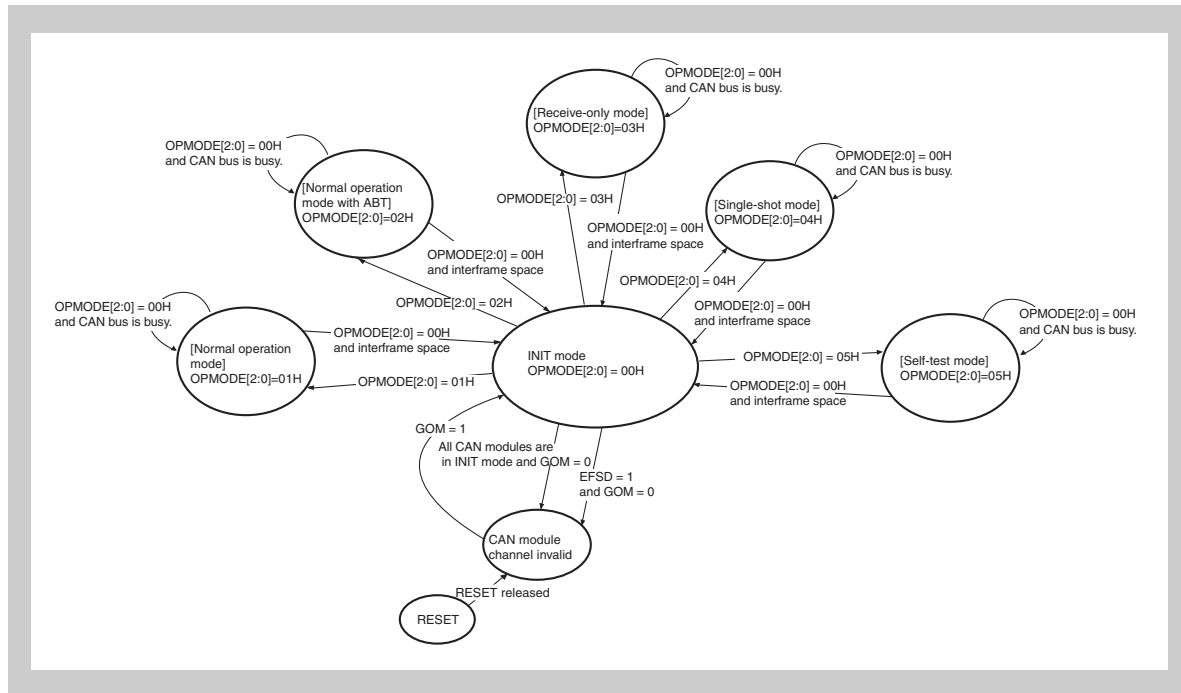 OPMODE[2:0] = 00H
and CAN bus is busy.
[Receive-only mode]
OPMODE[2:0]=03H
OPMODE[2:0] = 00H
and CAN bus is busy.
[Normal operation
mode with ABT]
OPMODE[2:0]=02H
OPMODE[2:0] = 00H
and CAN bus is busy.
[Single-shot mode]
OPMODE[2:0]=04H
OPMODE[2:0] = 03H
OPMODE[2:0] = 00H
and interframe space
OPMODE[2:0] = 00H
and interframe space
OPMODE[2:0] = 04H
OPMODE[2:0] = 02H
OPMODE[2:0] = 00H
and interframe space
OPMODE[2:0] = 00H
and CAN bus is busy.
OPMODE[2:0] = 00H
and CAN bus is busy.
[Normal operation
mode]
OPMODE[2:0]=01H
OPMODE[2:0] = 00H
and interframe space
INIT mode
OPMODE[2:0] = 00H
OPMODE[2:0] = 05H
[Self-test mode]
OPMODE[2:0]=05H
OPMODE[2:0] = 01H
OPMODE[2:0] = 00H
and interframe space
GOM = 1
All CAN modules are
in INIT mode and GOM = 0
EFSD = 1
and GOM = 0
CAN module
channel invalid
RESET released
RESET